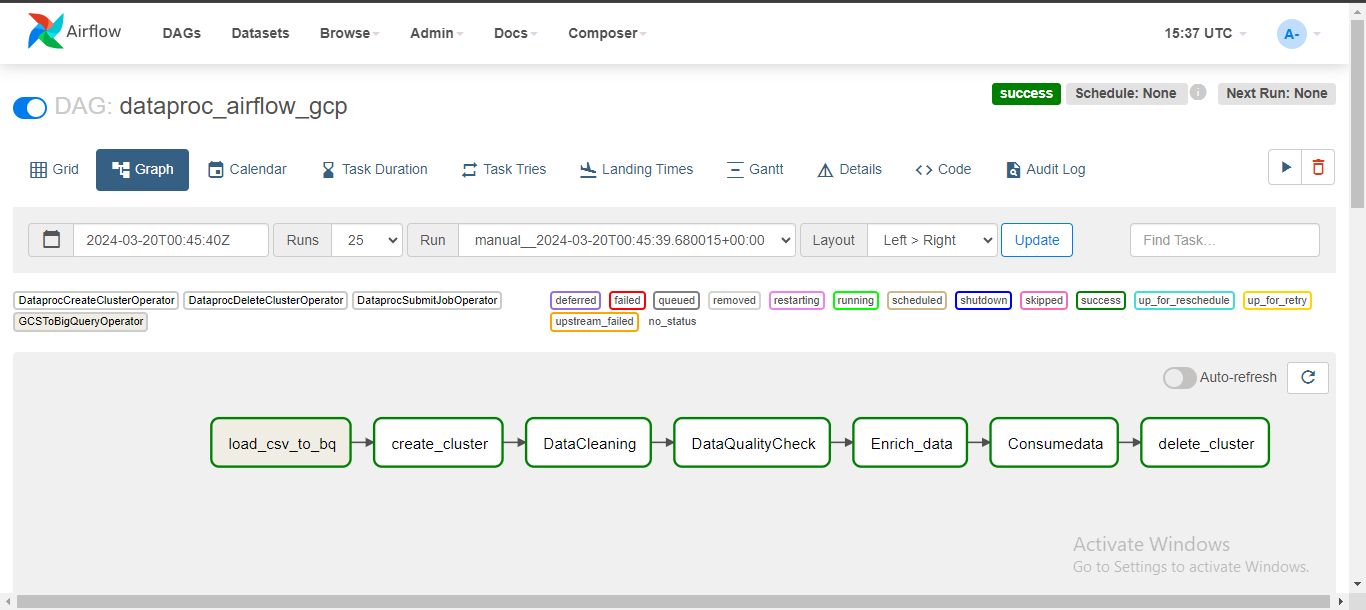 Airflow DAGs Datasets Browse Admin Docs Composer 15:37 UTC A-
DAG: dataproc_airflow_gcp success Schedule: None i Next Run: None
Grid Graph Calendar Task Duration Task Tries Landing Times Gantt Details Code Audit Log
2024-03-20T00:45:40Z Runs 25 Run manual__2024-03-20T00:45:39.680015+00:00 Layout Left > Right Update Find Task...
DataprocCreateClusterOperator DataprocDeleteClusterOperator DataprocSubmitJobOperator deferred failed queued removed restarting running scheduled shutdown skipped success up_for_reschedule up_for_retry
GCSToBigQueryOperator upstream_failed no_status
Auto-refresh
load_csv_to_bq create_cluster DataCleaning DataQualityCheck Enrich_data Consumedata delete_cluster
Activate Windows
Go to Settings to activate Windows.